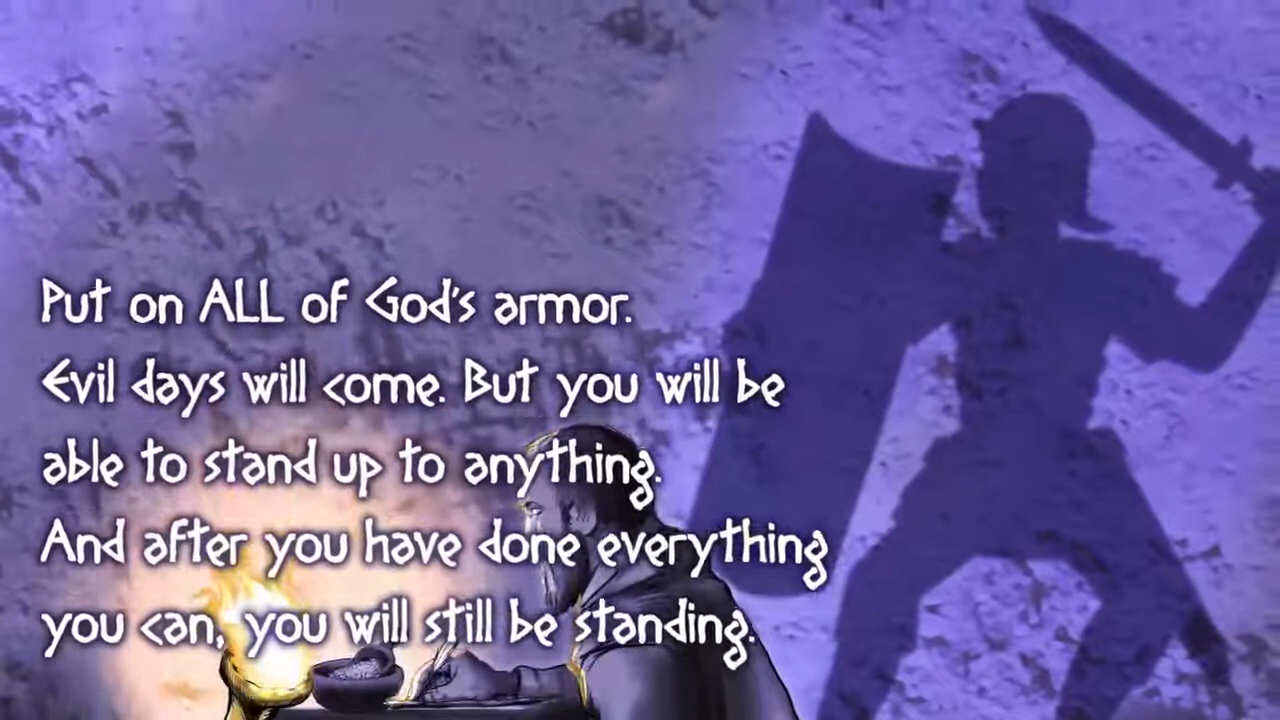 Put on ALL of God's armor.
Evil days will come. But you will be
able to stand up to anything.
And after you have done everything
you can, you will still be standing.